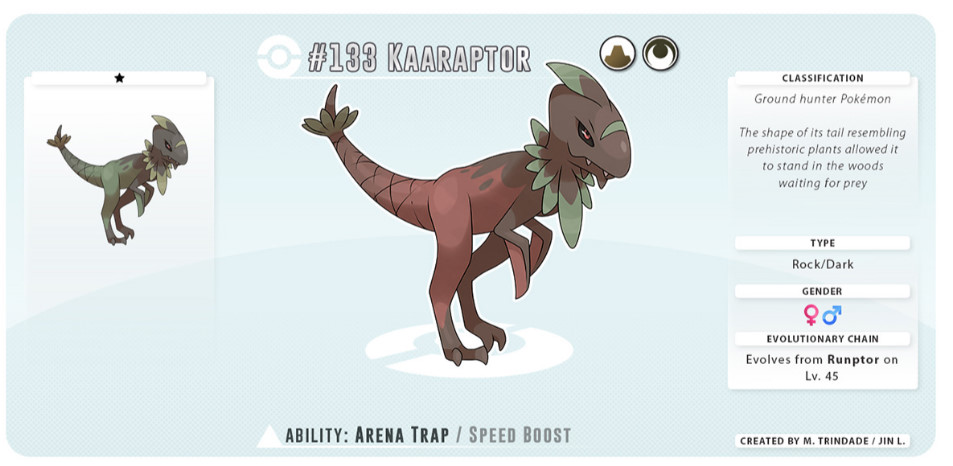 #133 Kaaraptor
★
CLASSIFICATION
Ground hunter Pokémon
The shape of its tail resembling
prehistoric plants allowed it
to stand in the woods
waiting for prey
TYPE
Rock/Dark
GENDER
♀♂
EVOLUTIONARY CHAIN
Evolves from Runptor on
Lv. 45
ABILITY: ARENA TRAP / SPEED BOOST
CREATED BY M. TRINDADE / JIN L.